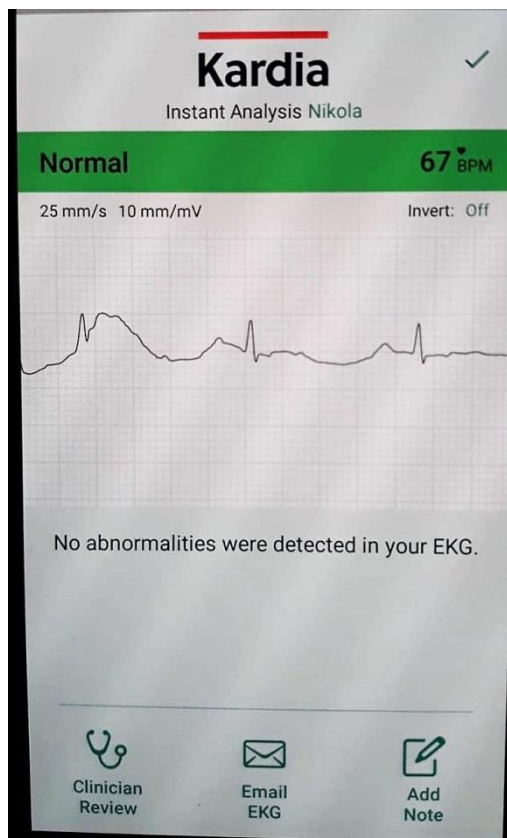 Kardia
Instant Analysis Nikola
Normal 67 BPM
25 mm/s 10 mm/mV Invert: Off
No abnormalities were detected in your EKG.
Clinician Review
Email EKG
Add Note